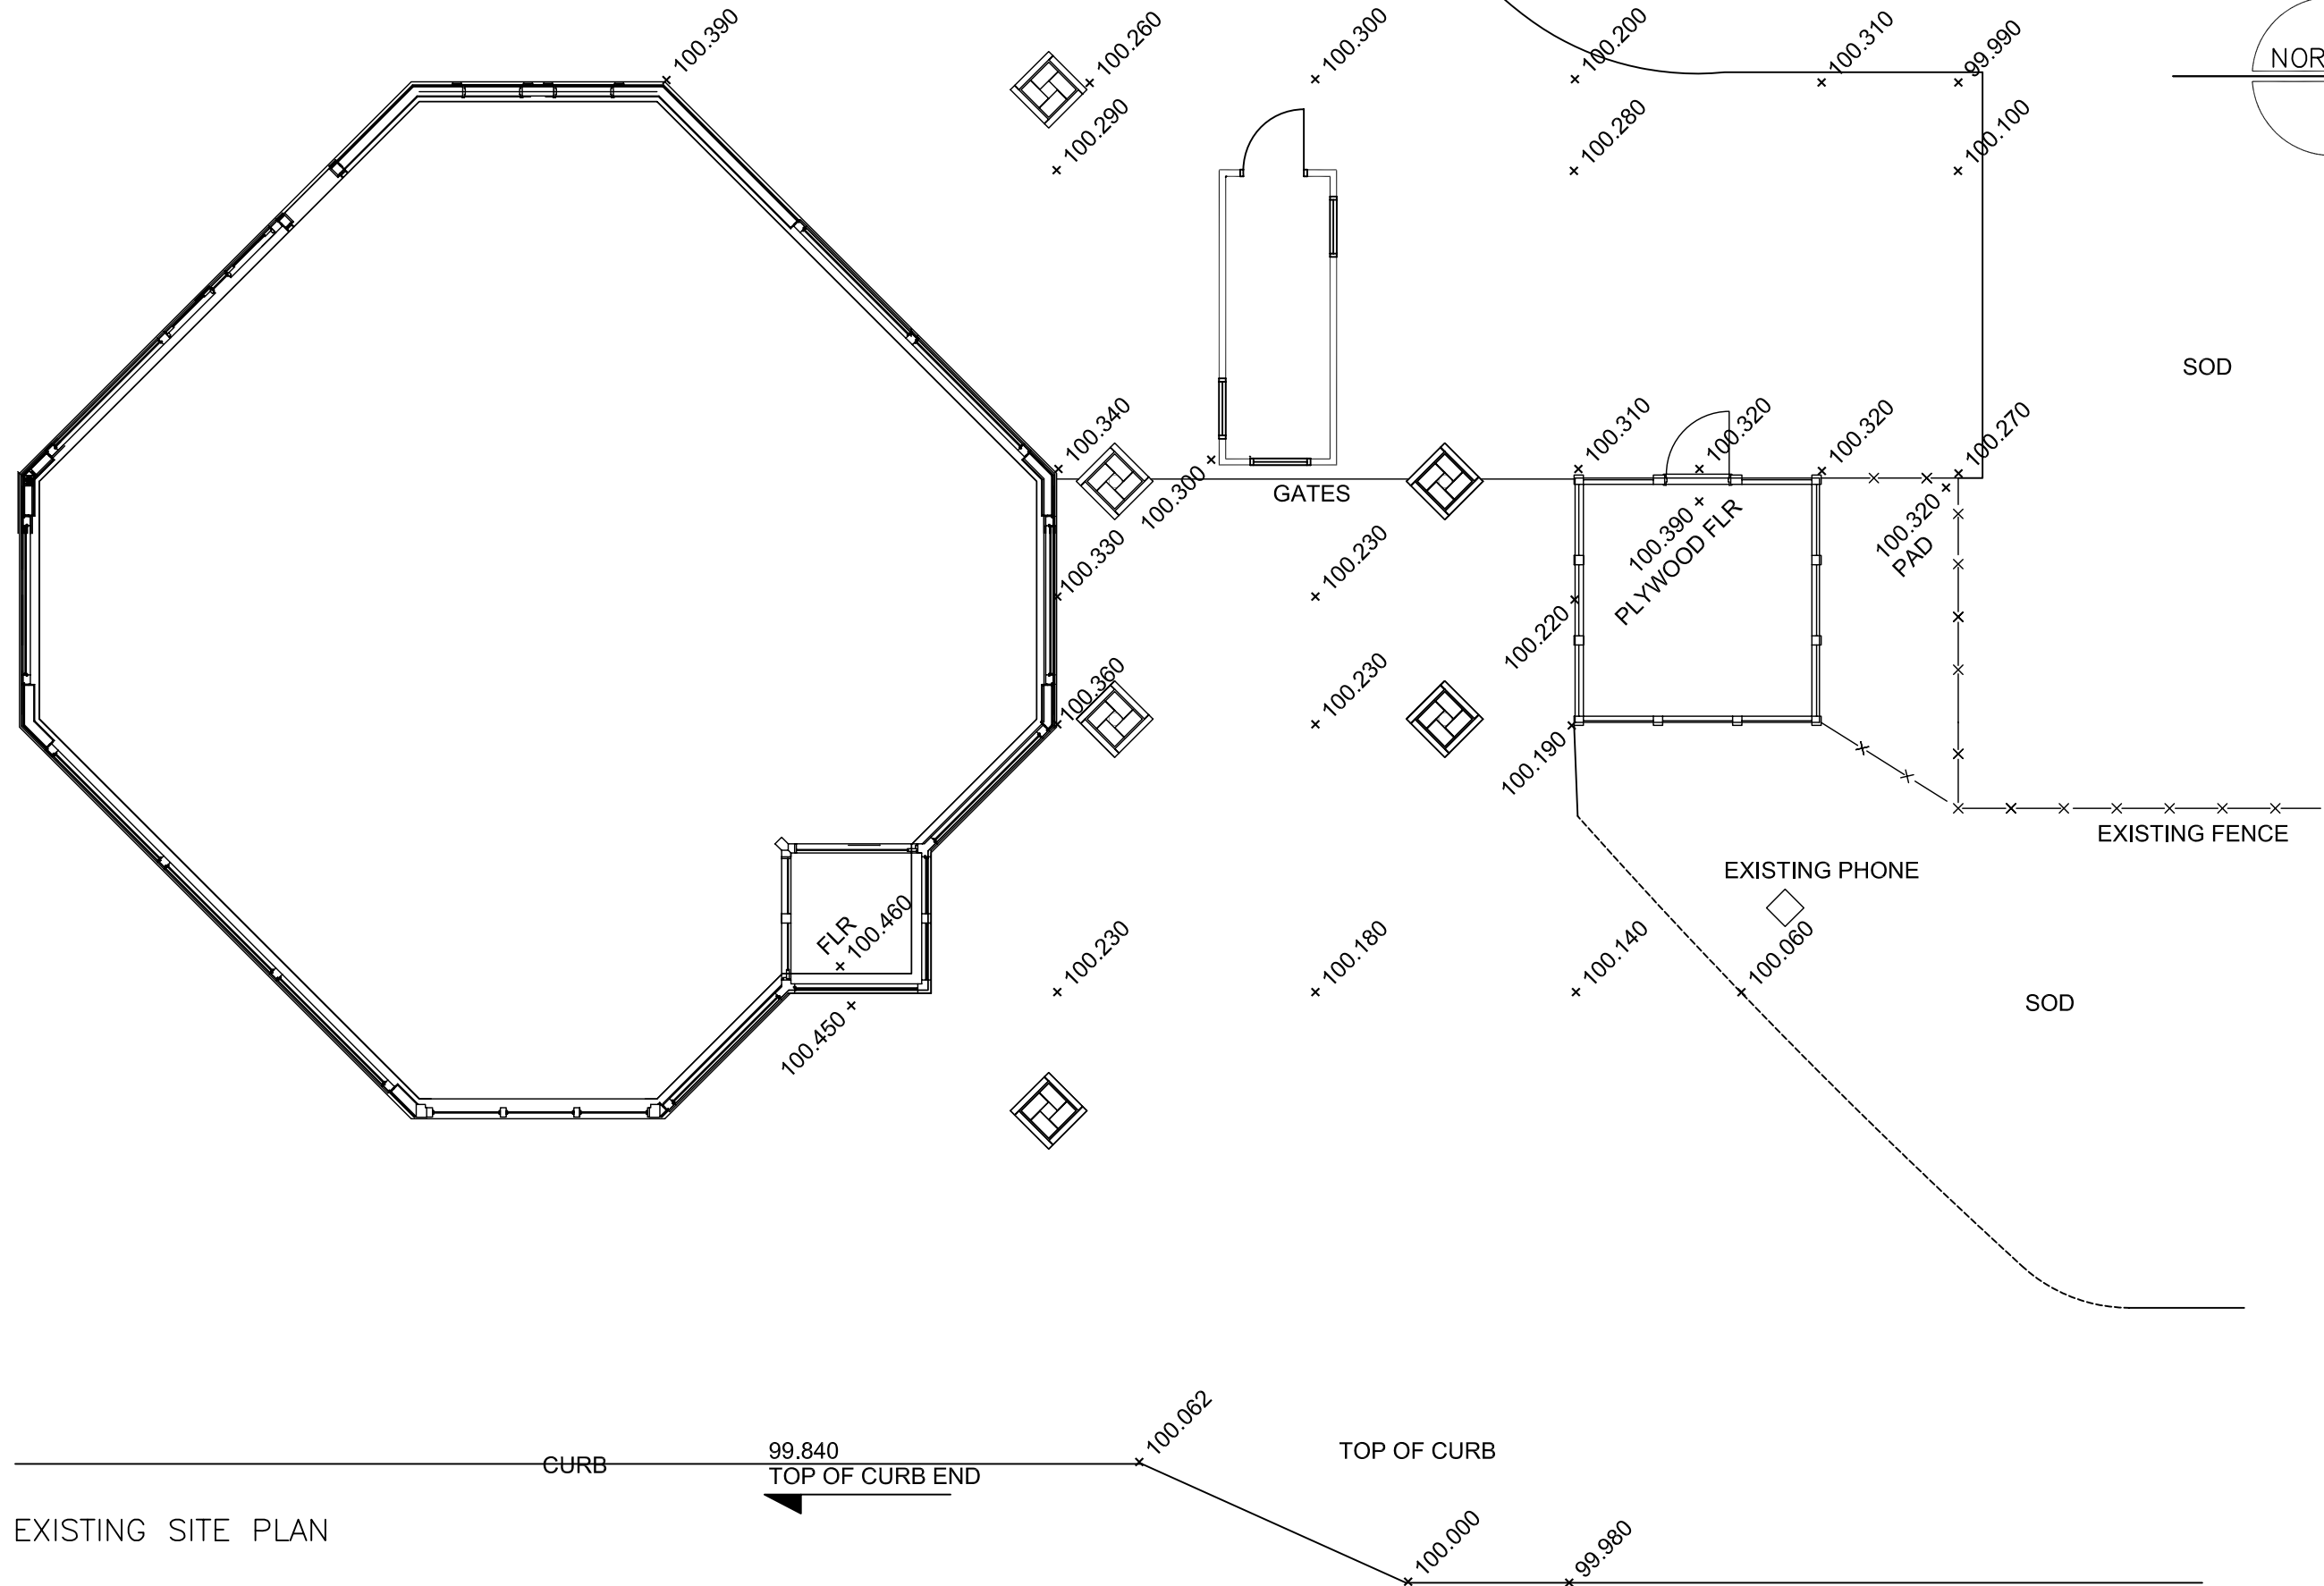 100.390
100.260
100.300
100.200
100.310
99.990
NOR
100.290
100.280
100.100
SOD
100.340
100.310
100.320
100.320
100.270
100.300
GATES
100.390
PLYWOOD FLR
100.320
PAD
100.330
100.230
100.220
100.360
100.230
100.190
EXISTING FENCE
EXISTING PHONE
FLR
100.460
100.230
100.180
100.140
100.060
SOD
100.450
100.062
99.840
TOP OF CURB END
CURB
TOP OF CURB
EXISTING SITE PLAN
100.000
99.980